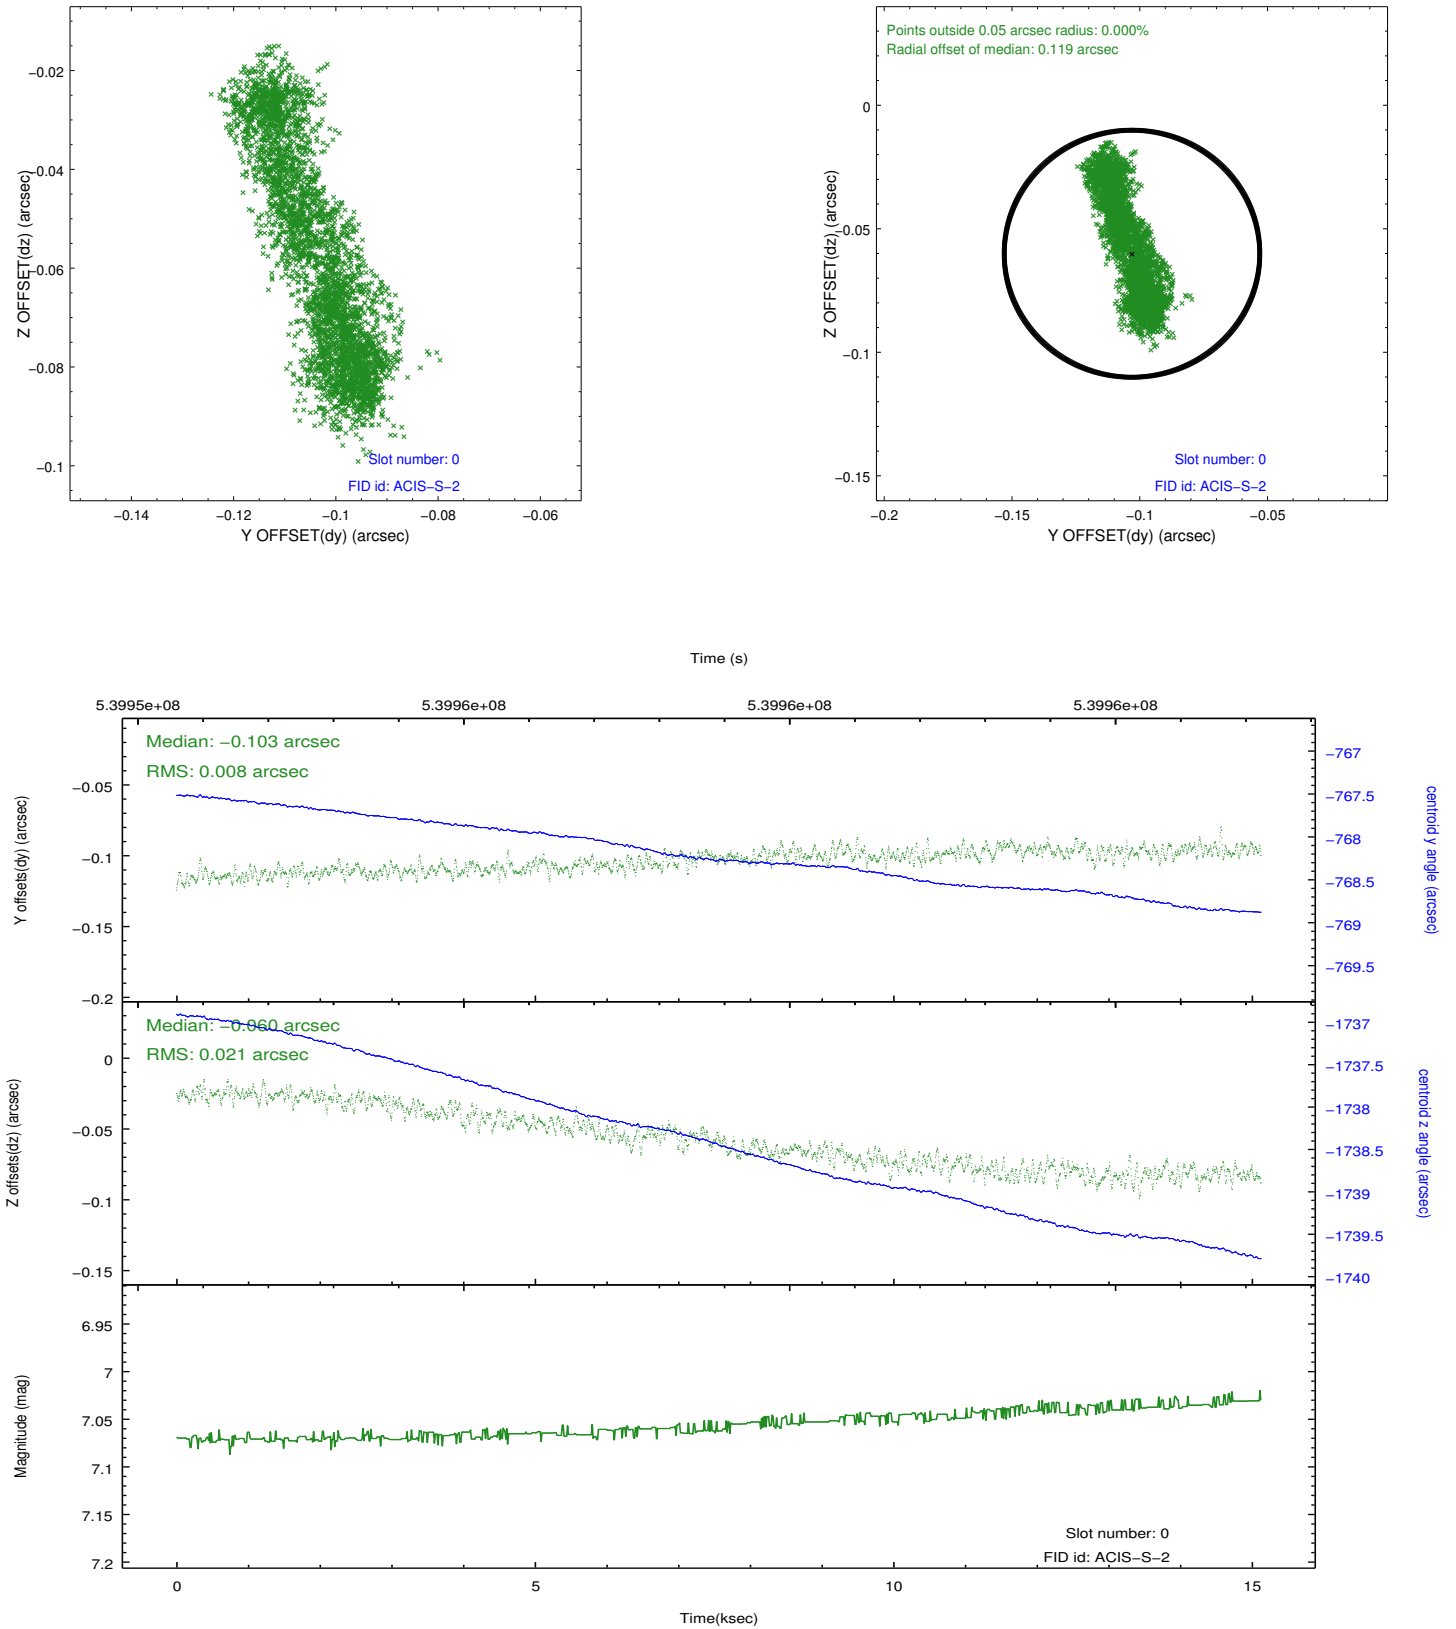 −0.02
−0.04
−0.06
−0.08
−0.1
Z OFFSET(dz) (arcsec)
Slot number: 0
FID id: ACIS−S−2
−0.14
−0.12
−0.1
−0.08
−0.06
Y OFFSET(dy) (arcsec)
Points outside 0.05 arcsec radius: 0.000%
Radial offset of median: 0.119 arcsec
0
−0.05
−0.1
−0.15
Z OFFSET(dz) (arcsec)
Slot number: 0
FID id: ACIS−S−2
−0.2
−0.15
−0.1
−0.05
Y OFFSET(dy) (arcsec)
Time (s)
5.3995e+08
5.3996e+08
5.3996e+08
5.3996e+08
Median: −0.103 arcsec
RMS: 0.008 arcsec
−0.05
−0.1
−0.15
−0.2
Y offsets(dy) (arcsec)
−767
−767.5
−768
−768.5
−769
−769.5
centroid y angle (arcsec)
Median: −0.060 arcsec
RMS: 0.021 arcsec
0
−0.05
−0.1
−0.15
Z offsets(dz) (arcsec)
−1737
−1737.5
−1738
−1738.5
−1739
−1739.5
−1740
centroid z angle (arcsec)
6.95
7
7.05
7.1
7.15
7.2
Magnitude (mag)
Slot number: 0
FID id: ACIS−S−2
0
5
10
15
Time(ksec)